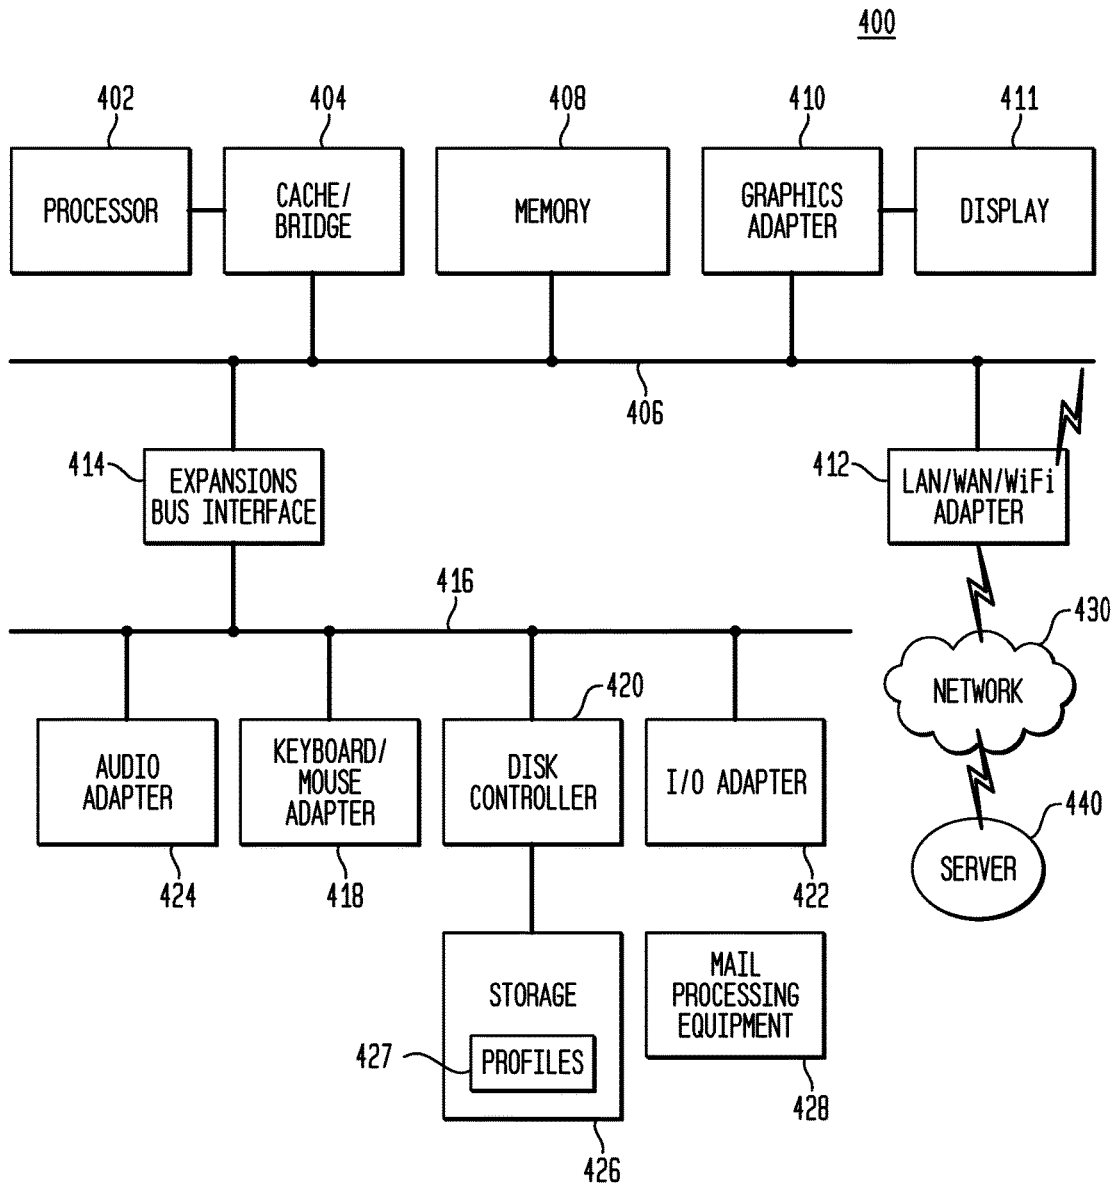 400
402
404
408
410
411
PROCESSOR
CACHE/
BRIDGE
MEMORY
GRAPHICS
ADAPTER
DISPLAY
406
414
EXPANSIONS
BUS INTERFACE
412
LAN/WAN/WiFi
ADAPTER
416
430
NETWORK
420
AUDIO
ADAPTER
KEYBOARD/
MOUSE
ADAPTER
DISK
CONTROLLER
I/O ADAPTER
440
SERVER
424
418
422
STORAGE
MAIL
PROCESSING
EQUIPMENT
427
PROFILES
428
426